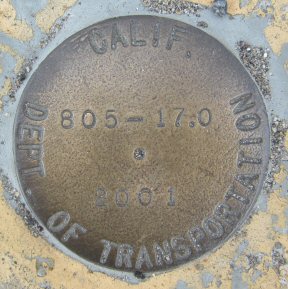 CALIF.
805-17.0
2001
DEPT. OF TRANSPORTATION